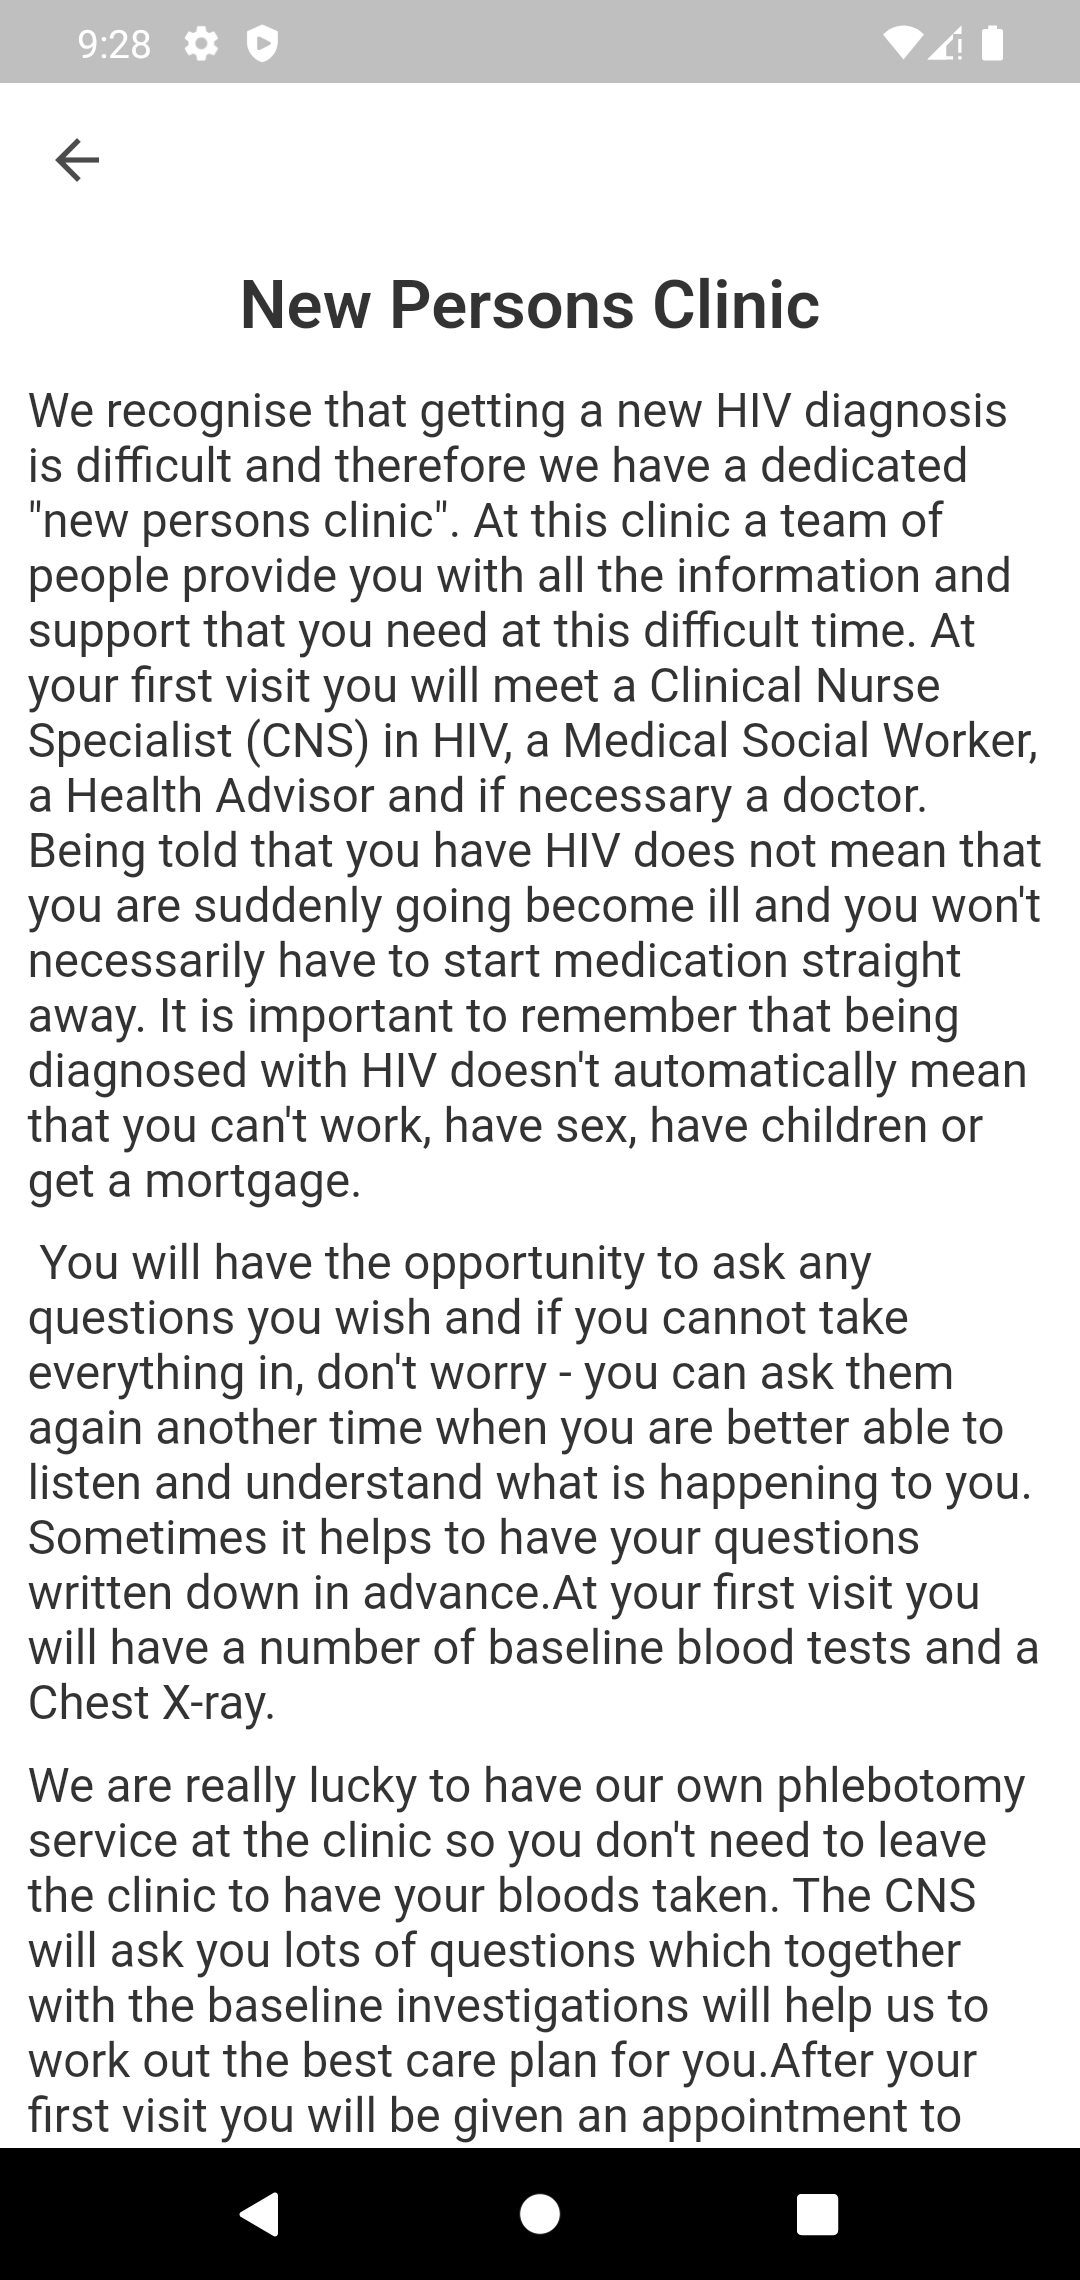 9:28
New Persons Clinic
We recognise that getting a new HIV diagnosis
is difficult and therefore we have a dedicated
"new persons clinic". At this clinic a team of
people provide you with all the information and
support that you need at this difficult time. At
your first visit you will meet a Clinical Nurse
Specialist (CNS) in HIV, a Medical Social Worker,
a Health Advisor and if necessary a doctor.
Being told that you have HIV does not mean that
you are suddenly going become ill and you won't
necessarily have to start medication straight
away. It is important to remember that being
diagnosed with HIV doesn't automatically mean
that you can't work, have sex, have children or
get a mortgage.
You will have the opportunity to ask any
questions you wish and if you cannot take
everything in, don't worry - you can ask them
again another time when you are better able to
listen and understand what is happening to you.
Sometimes it helps to have your questions
written down in advance.At your first visit you
will have a number of baseline blood tests and a
Chest X-ray.
We are really lucky to have our own phlebotomy
service at the clinic so you don't need to leave
the clinic to have your bloods taken. The CNS
will ask you lots of questions which together
with the baseline investigations will help us to
work out the best care plan for you.After your
first visit you will be given an appointment to